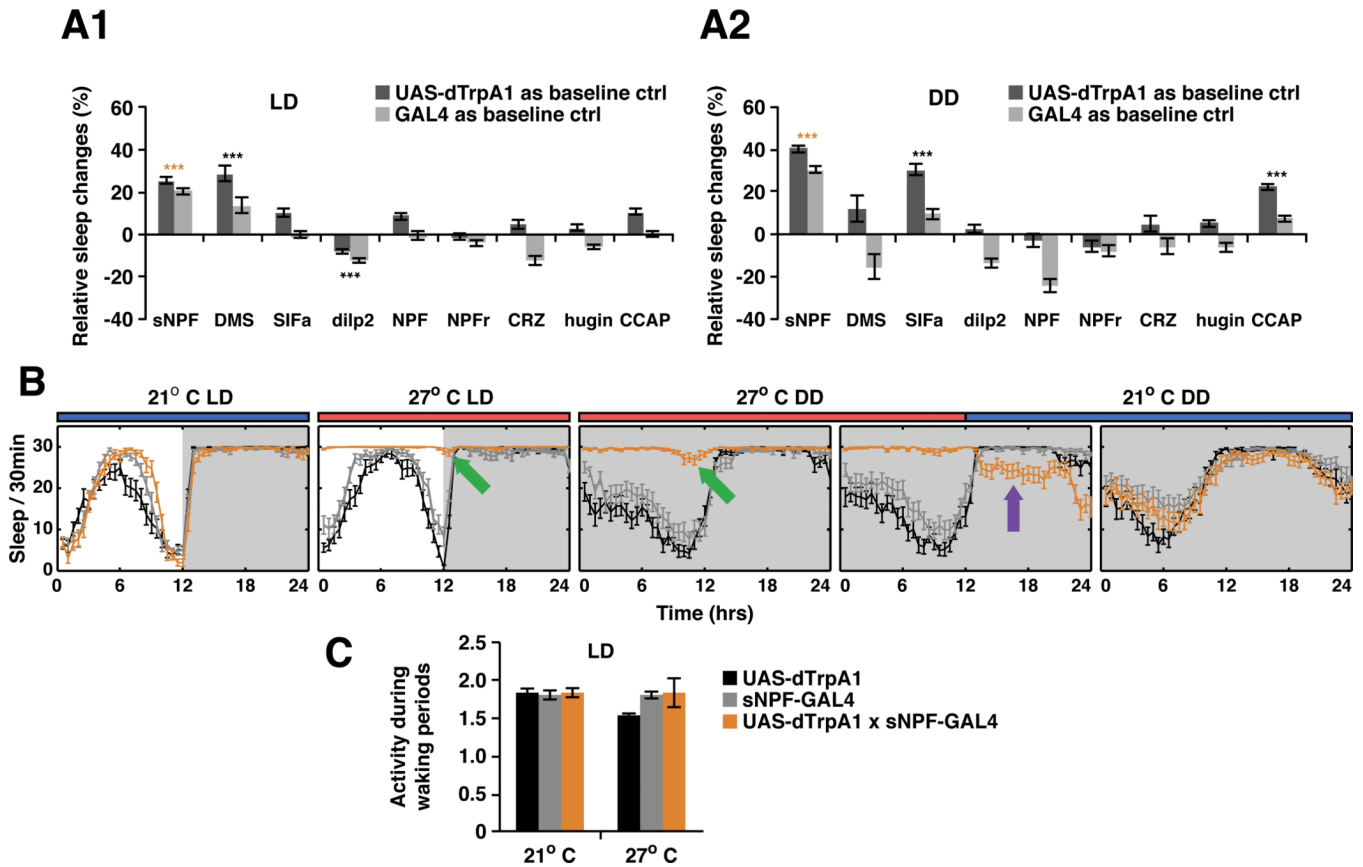 A1
A2
LD
UAS-dTrpA1 as baseline ctrl
GAL4 as baseline ctrl
Relative sleep changes (%)
60
40
20
0
-20
-40
***
***
***
sNPF DMS SIFa dilp2 NPF NPFr CRZ hugin CCAP
DD
UAS-dTrpA1 as baseline ctrl
GAL4 as baseline ctrl
Relative sleep changes (%)
60
40
20
0
-20
-40
***
***
***
sNPF DMS SIFa dilp2 NPF NPFr CRZ hugin CCAP
B
21° C LD
27° C LD
27° C DD
21° C DD
Sleep / 30min
30
20
10
0
0 6 12 18 24
0 6 12 18 24
0 6 12 18 24
0 6 12 18 24
0 6 12 18 24
Time (hrs)
C
LD
Activity during
waking periods
2.5
2.0
1.5
1.0
0.5
0
21° C 27° C
UAS-dTrpA1
sNPF-GAL4
UAS-dTrpA1 x sNPF-GAL4